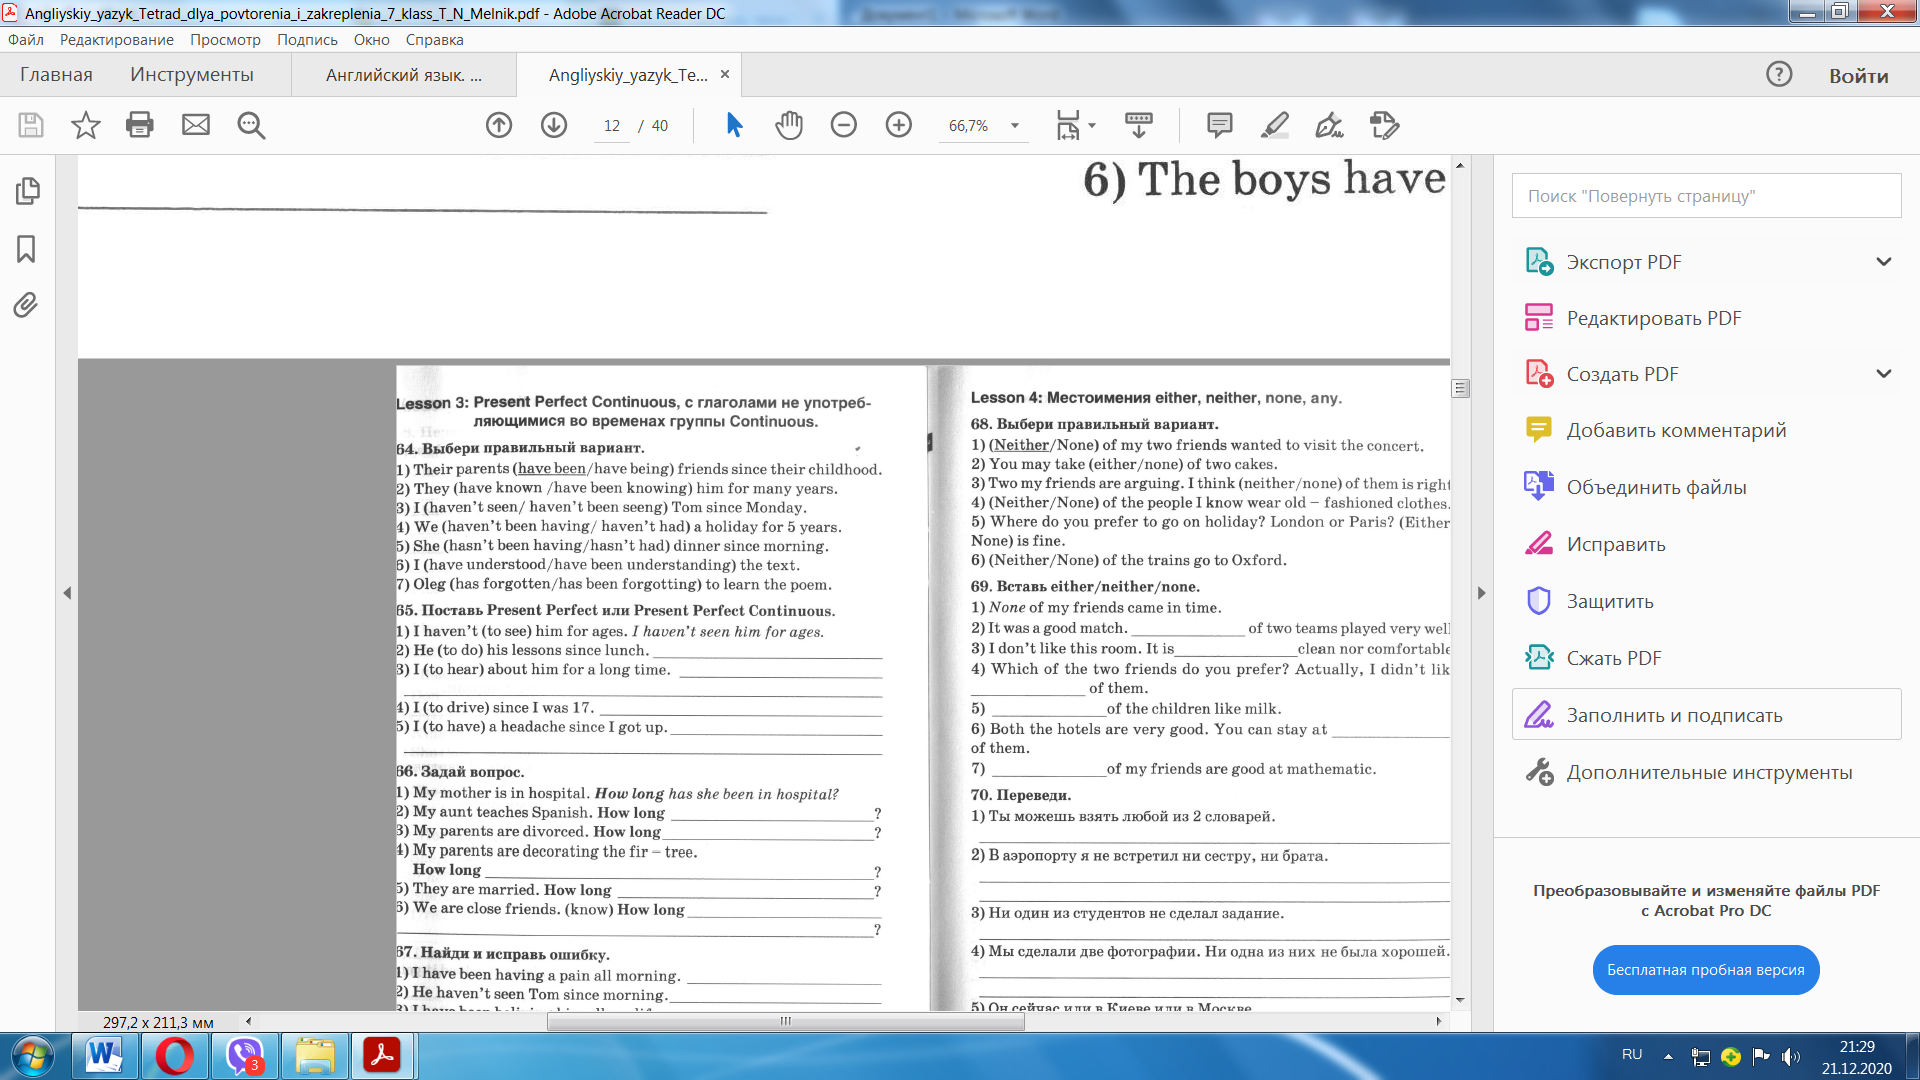 Angliyskiy_yazyk_Tetrad_dlya_povtorenia_i_zakreplenia_7_klass_T_N_Melnik.pdf - Adobe Acrobat Reader DC
Файл Редактирование Просмотр Подпись Окно Справка
Главная Инструменты Английский язык. ... Angliyskiy_yazyk_Te... × Войти
12 / 40 66,7%
6) The boys have
Lesson 3: Present Perfect Continuous, с глаголами не употреб-
ляющимися во временах группы Continuous.
64. Выбери правильный вариант.
1) Their parents (have been/have being) friends since their childhood.
2) They (have known /have been knowing) him for many years.
3) I (haven't seen/ haven't been seeng) Tom since Monday.
4) We (haven't been having/ haven't had) a holiday for 5 years.
5) She (hasn't been having/hasn't had) dinner since morning.
6) I (have understood/have been understanding) the text.
7) Oleg (has forgotten/has been forgotting) to learn the poem.
65. Поставь Present Perfect или Present Perfect Continuous.
1) I haven't (to see) him for ages. I haven't seen him for ages.
2) He (to do) his lessons since lunch.
3) I (to hear) about him for a long time.
4) I (to drive) since I was 17.
5) I (to have) a headache since I got up.
66. Задай вопрос.
1) My mother is in hospital. How long has she been in hospital?
2) My aunt teaches Spanish. How long ?
3) My parents are divorced. How long ?
4) My parents are decorating the fir – tree.
How long ?
5) They are married. How long ?
6) We are close friends. (know) How long
?
67. Найди и исправь ошибку.
1) I have been having a pain all morning.
2) He haven't seen Tom since morning.
Lesson 4: Местоимения either, neither, none, any.
68. Выбери правильный вариант.
1) (Neither/None) of my two friends wanted to visit the concert.
2) You may take (either/none) of two cakes.
3) Two my friends are arguing. I think (neither/none) of them is right
4) (Neither/None) of the people I know wear old – fashioned clothes.
5) Where do you prefer to go on holiday? London or Paris? (Either
None) is fine.
6) (Neither/None) of the trains go to Oxford.
69. Вставь either/neither/none.
1) None of my friends came in time.
2) It was a good match. of two teams played very well
3) I don't like this room. It is clean nor comfortable
4) Which of the two friends do you prefer? Actually, I didn't lik
of them.
5) of the children like milk.
6) Both the hotels are very good. You can stay at
of them.
7) of my friends are good at mathematic.
70. Переведи.
1) Ты можешь взять любой из 2 словарей.
2) В аэропорту я не встретил ни сестру, ни брата.
3) Ни один из студентов не сделал задание.
4) Мы сделали две фотографии. Ни одна из них не была хорошей.
5) Он сейчас или в Киеве или в Москве
Поиск "Повернуть страницу"
Экспорт PDF
Редактировать PDF
Создать PDF
Добавить комментарий
Объединить файлы
Исправить
Защитить
Сжать PDF
Заполнить и подписать
Дополнительные инструменты
Преобразовывайте и изменяйте файлы PDF
с Acrobat Pro DC
Бесплатная пробная версия
297,2 x 211,3 мм
3
RU
21:29
21.12.2020